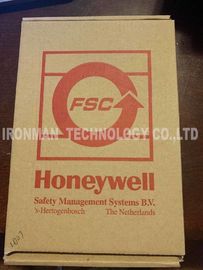 IRONMAN TECHNOLOGY CO.,LTD
FSC
Honeywell
Safety Management Systems B.V.
's-Hertogenbosch The Netherlands